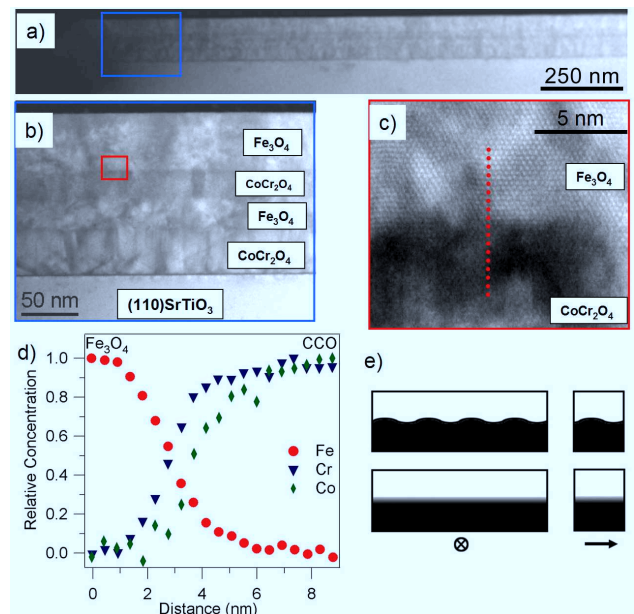 a)
250 nm
b)
Fe₃O₄
CoCr₂O₄
Fe₃O₄
CoCr₂O₄
50 nm
(110)SrTiO₃
c)
5 nm
Fe₃O₄
CoCr₂O₄
d)
Fe₃O₄
CCO
1.0
0.8
0.6
0.4
0.2
0.0
Relative Concentration
Fe
Cr
Co
0 2 4 6 8
Distance (nm)
e)